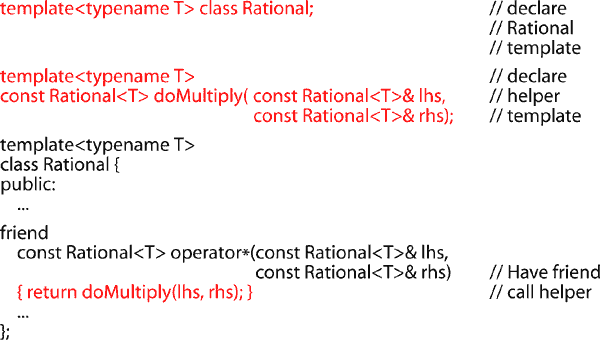 template<typename T> class Rational; // declare
// Rational
// template
template<typename T> // declare
const Rational<T> doMultiply( const Rational<T>& lhs, // helper
const Rational<T>& rhs); // template
template<typename T>
class Rational {
public:
...
friend
const Rational<T> operator*(const Rational<T>& lhs,
const Rational<T>& rhs) // Have friend
{ return doMultiply(lhs, rhs); } // call helper
...
};